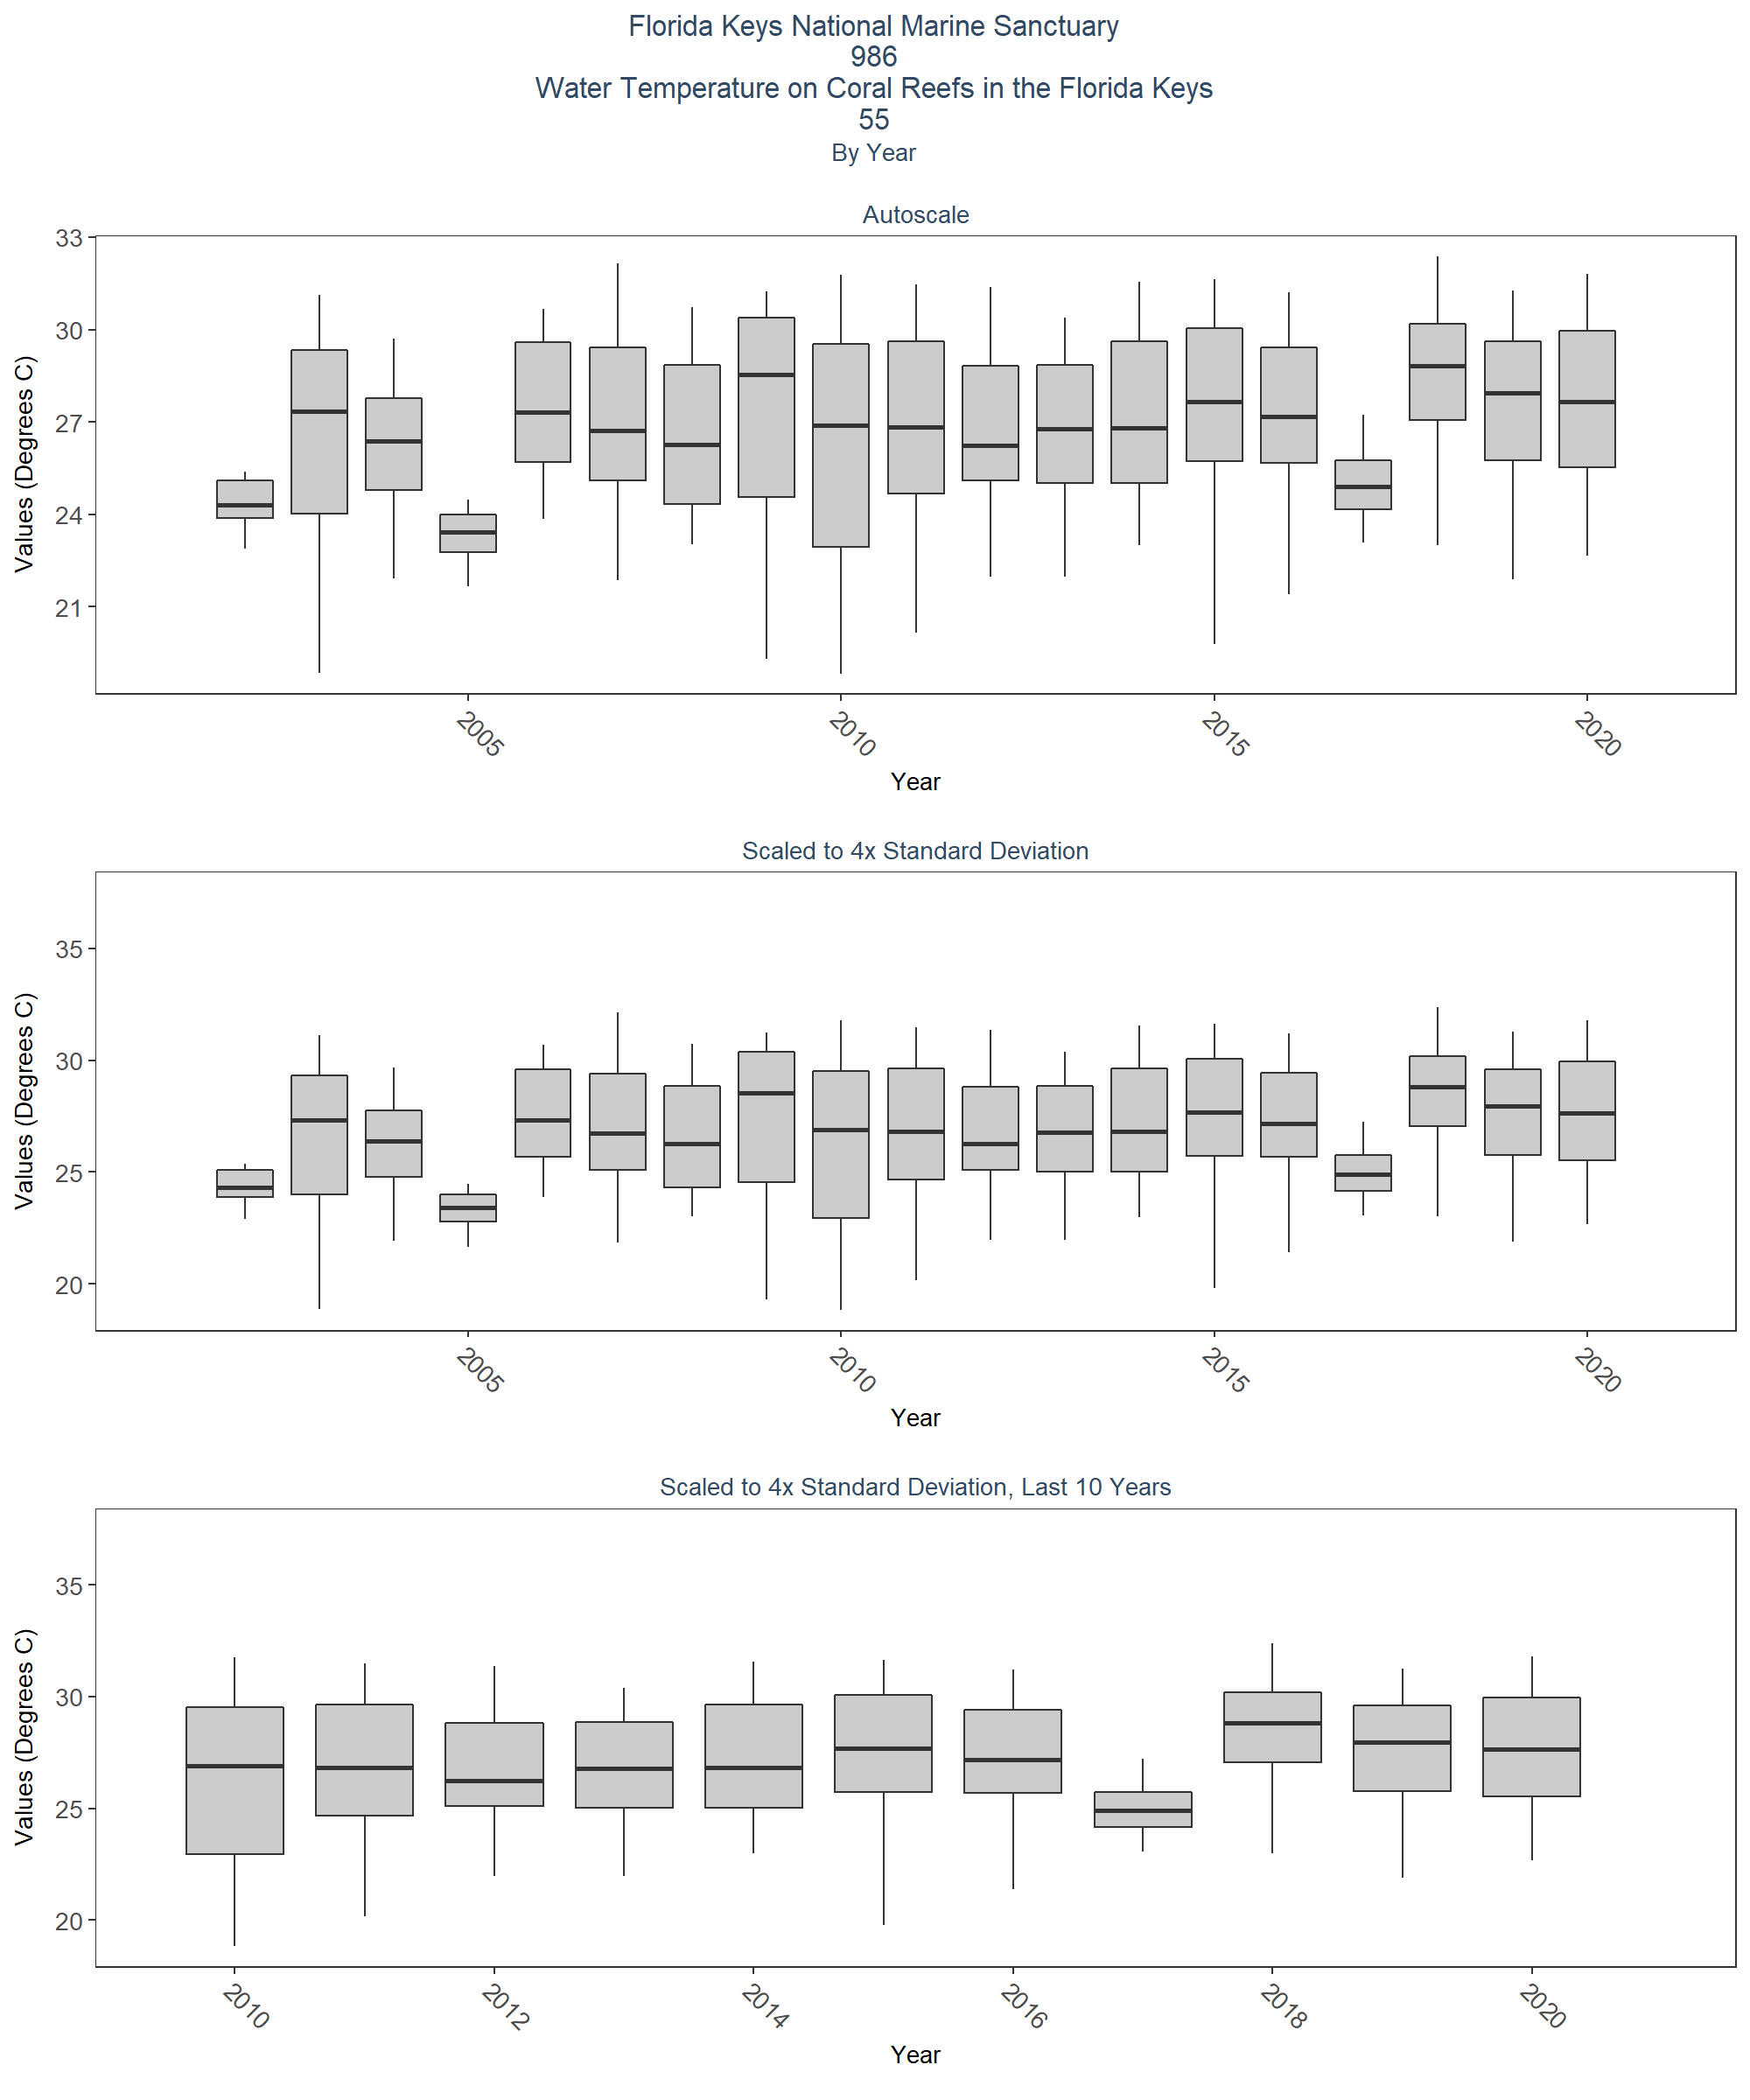 Florida Keys National Marine Sanctuary
986
Water Temperature on Coral Reefs in the Florida Keys
55
By Year
Autoscale
Values (Degrees C)
33
30
27
24
21
2005
2010
2015
2020
Year
Scaled to 4x Standard Deviation
Values (Degrees C)
35
30
25
20
2005
2010
2015
2020
Year
Scaled to 4x Standard Deviation, Last 10 Years
Values (Degrees C)
35
30
25
20
2010
2012
2014
2016
2018
2020
Year